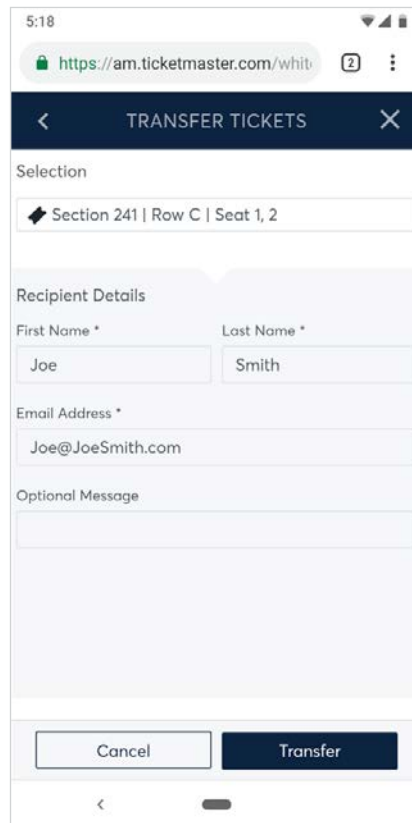 5:18
https://am.ticketmaster.com/whit
2
TRANSFER TICKETS
Selection
Section 241 | Row C | Seat 1, 2
Recipient Details
First Name * Last Name *
Joe Smith
Email Address *
Joe@JoeSmith.com
Optional Message
Cancel Transfer